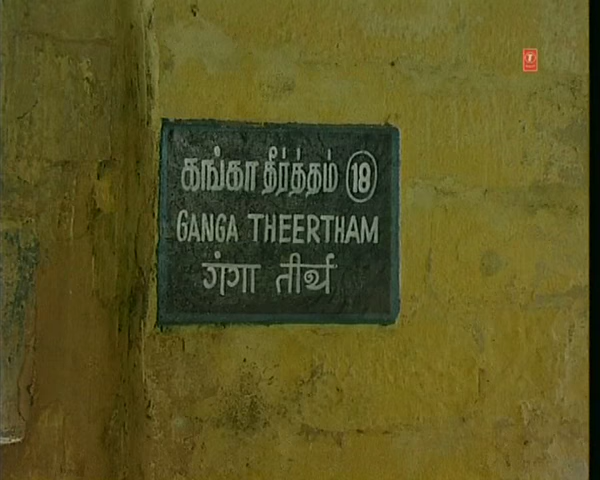 கங்கா தீர்த்தம் 18
GANGA THEERTHAM
गंगा तीर्थ